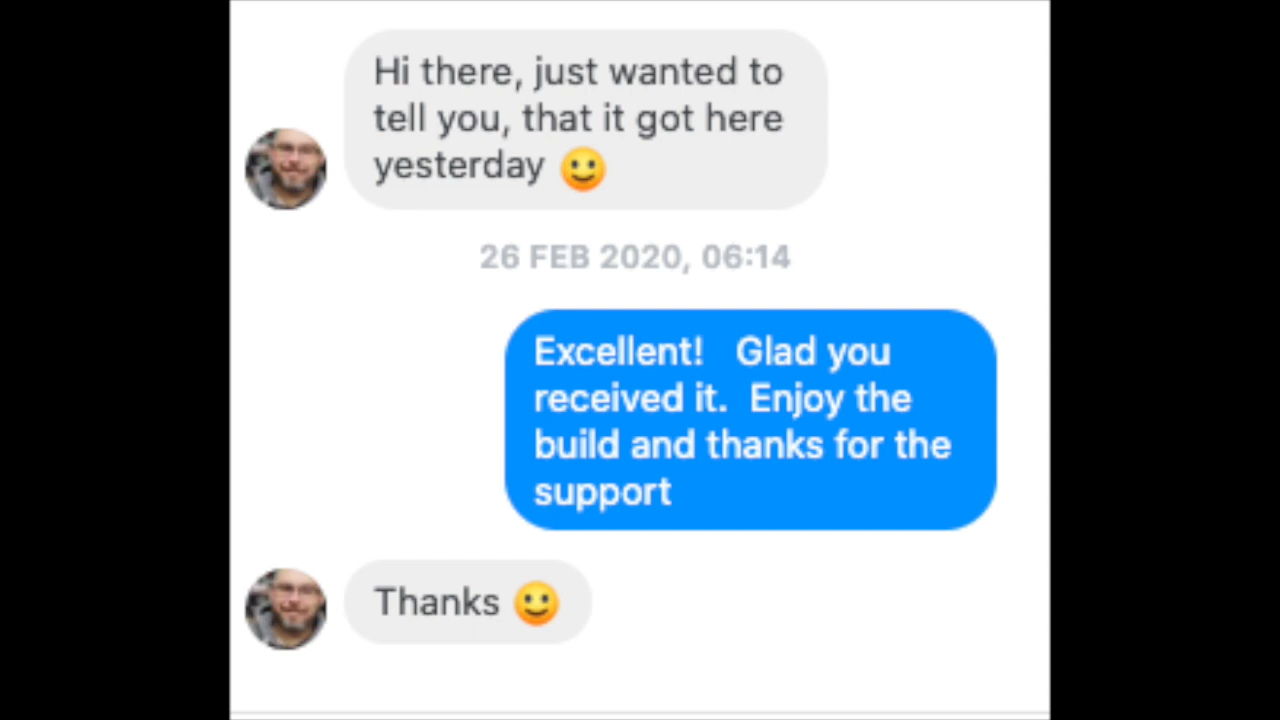 Hi there, just wanted to
tell you, that it got here
yesterday 🙂
26 FEB 2020, 06:14
Excellent!   Glad you
received it.  Enjoy the
build and thanks for the
support
Thanks 🙂